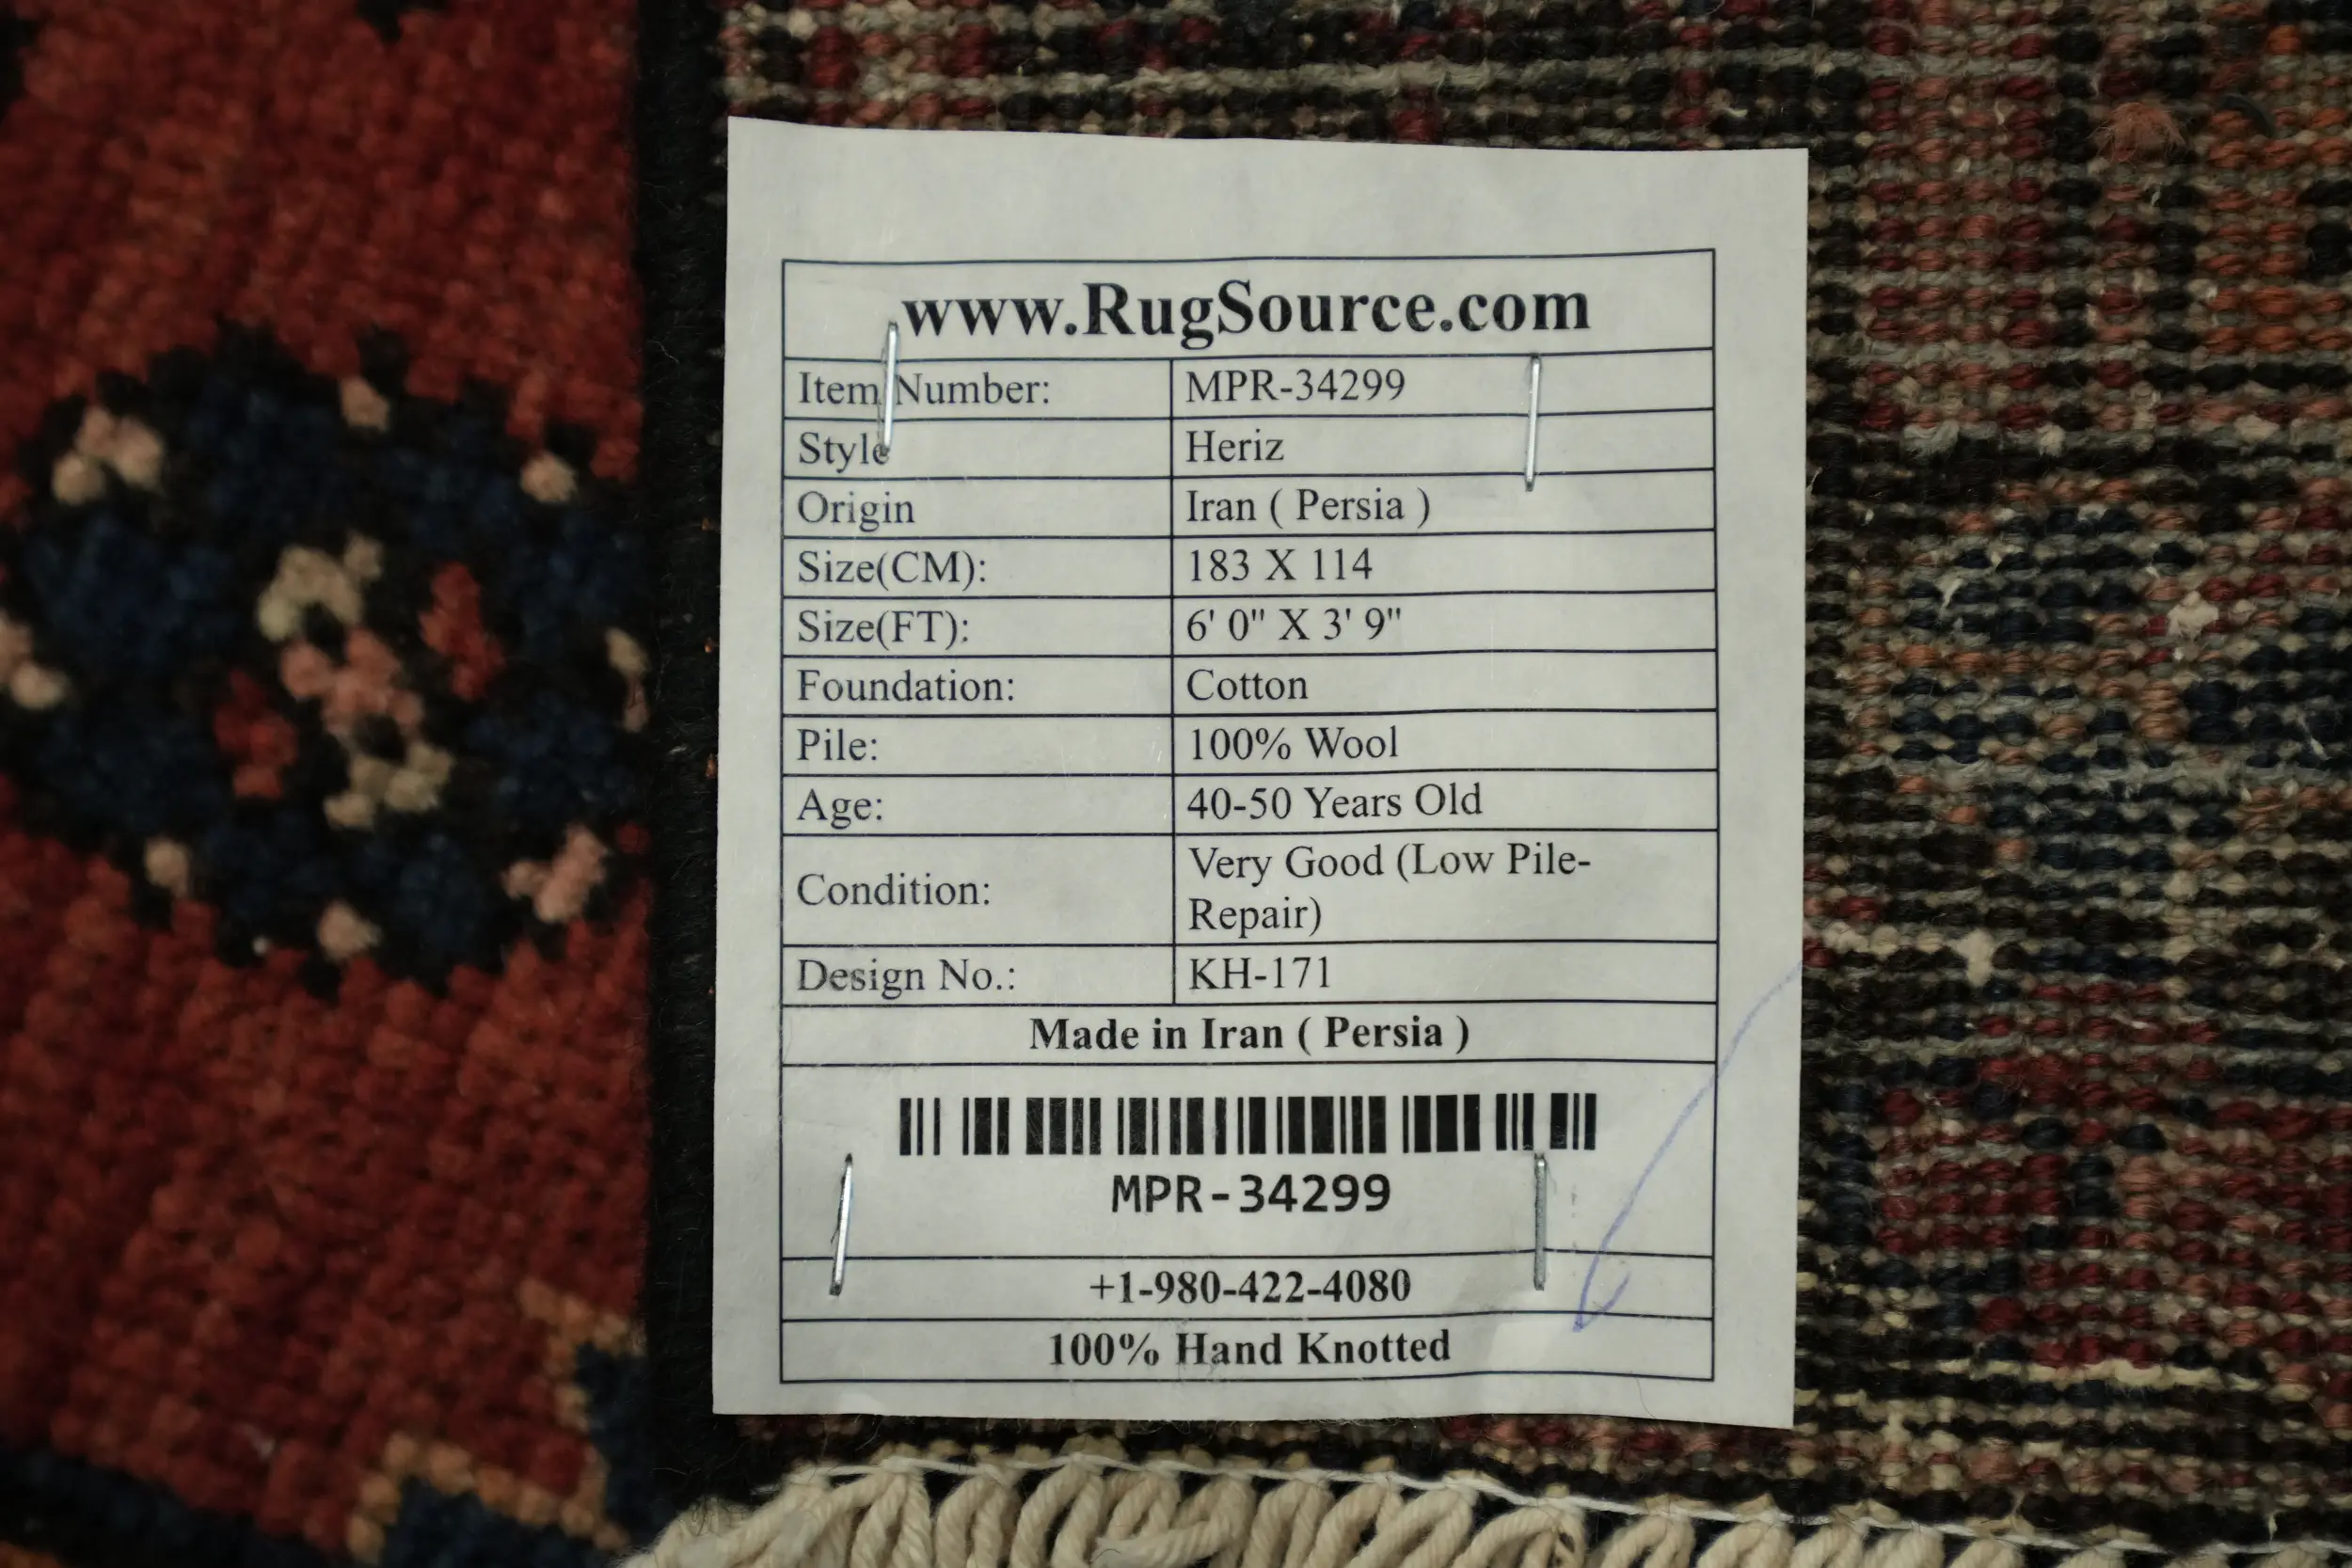 www.RugSource.com
Item Number: MPR-34299
Style Heriz
Origin Iran ( Persia )
Size(CM): 183 X 114
Size(FT): 6' 0" X 3' 9"
Foundation: Cotton
Pile: 100% Wool
Age: 40-50 Years Old
Condition: Very Good (Low Pile-
Repair)
Design No.: KH-171
Made in Iran ( Persia )
MPR-34299
+1-980-422-4080
100% Hand Knotted